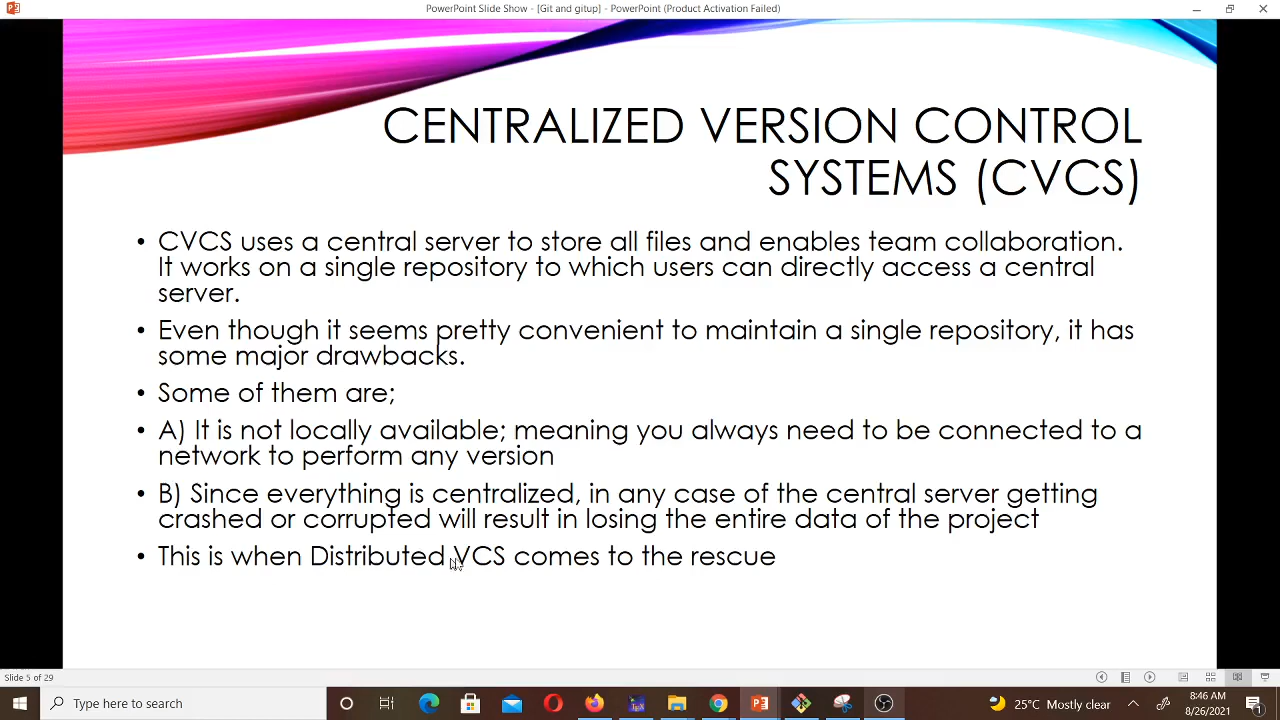 PowerPoint Slide Show - [Git and gitup] - PowerPoint (Product Activation Failed)
CENTRALIZED VERSION CONTROL
SYSTEMS (CVCS)
• CVCS uses a central server to store all files and enables team collaboration.
It works on a single repository to which users can directly access a central
server.
• Even though it seems pretty convenient to maintain a single repository, it has
some major drawbacks.
• Some of them are;
• A) It is not locally available; meaning you always need to be connected to a
network to perform any version
• B) Since everything is centralized, in any case of the central server getting
crashed or corrupted will result in losing the entire data of the project
• This is when Distributed VCS comes to the rescue
Slide 5 of 29
Type here to search
25°C Mostly clear
8:46 AM
8/26/2021
1